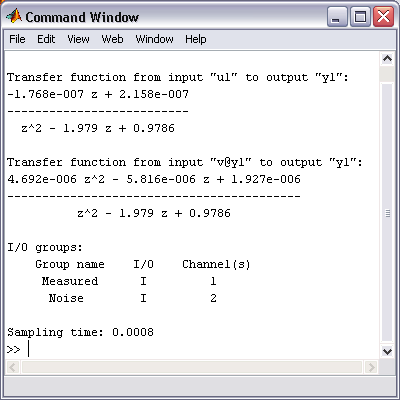 Command Window
File Edit View Web Window Help
Transfer function from input "u1" to output "y1":
-1.768e-007 z + 2.158e-007
--------------------------
z^2 - 1.979 z + 0.9786
Transfer function from input "v@y1" to output "y1":
4.692e-006 z^2 - 5.816e-006 z + 1.927e-006
------------------------------------------
z^2 - 1.979 z + 0.9786
I/O groups:
Group name I/O Channel(s)
Measured I 1
Noise I 2
Sampling time: 0.0008
>>